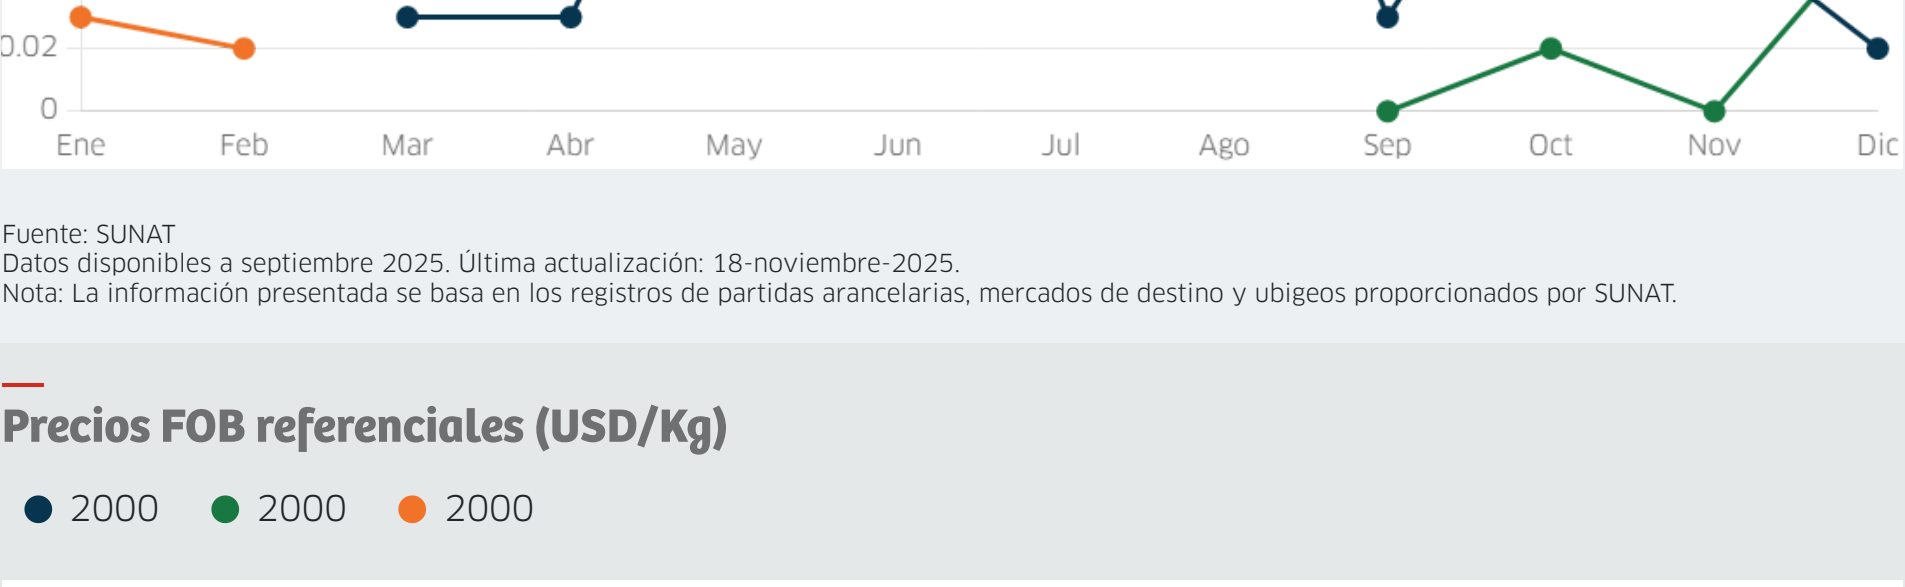 0.02
0
Ene Feb Mar Abr May Jun Jul Ago Sep Oct Nov Dic
Fuente: SUNAT
Datos disponibles a septiembre 2025. Última actualización: 18-noviembre-2025.
Nota: La información presentada se basa en los registros de partidas arancelarias, mercados de destino y ubigeos proporcionados por SUNAT.
Precios FOB referenciales (USD/Kg)
2000 2000 2000